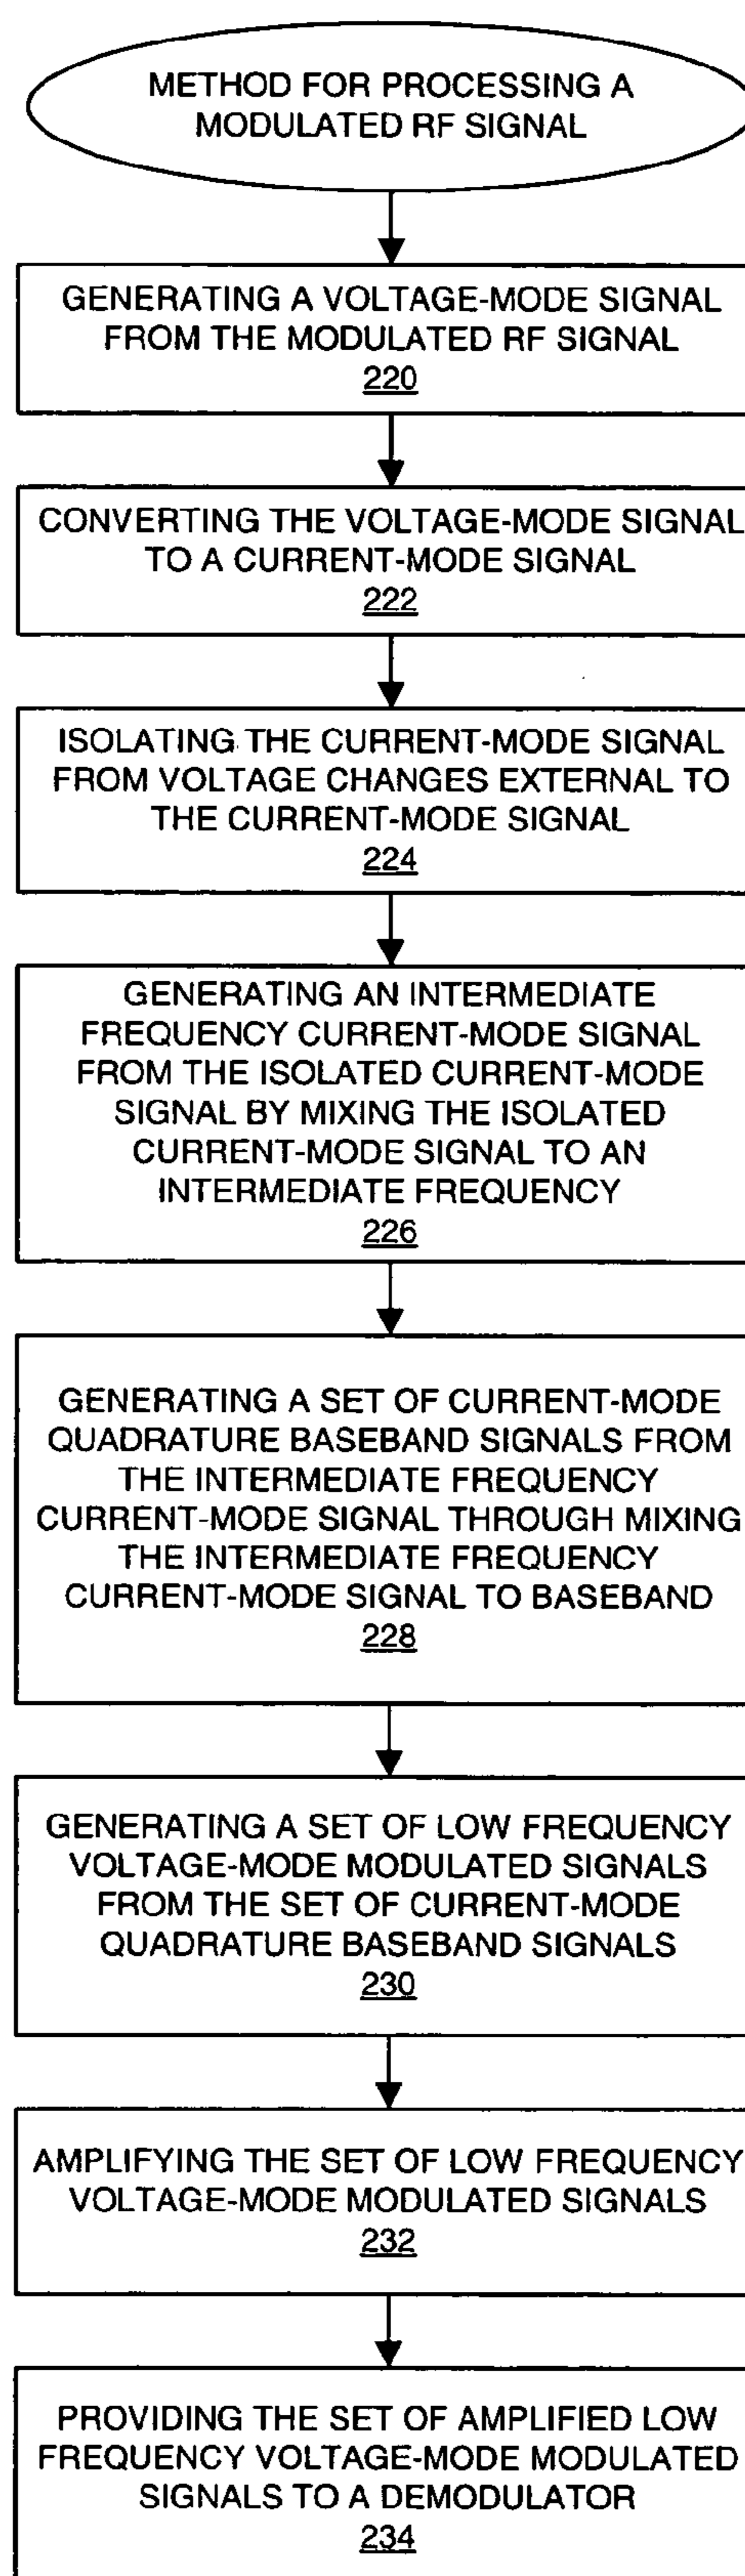 METHOD FOR PROCESSING A
MODULATED RF SIGNAL
GENERATING A VOLTAGE-MODE SIGNAL
FROM THE MODULATED RF SIGNAL
220
CONVERTING THE VOLTAGE-MODE SIGNAL
TO A CURRENT-MODE SIGNAL
222
ISOLATING THE CURRENT-MODE SIGNAL
FROM VOLTAGE CHANGES EXTERNAL TO
THE CURRENT-MODE SIGNAL
224
GENERATING AN INTERMEDIATE
FREQUENCY CURRENT-MODE SIGNAL
FROM THE ISOLATED CURRENT-MODE
SIGNAL BY MIXING THE ISOLATED
CURRENT-MODE SIGNAL TO AN
INTERMEDIATE FREQUENCY
226
GENERATING A SET OF CURRENT-MODE
QUADRATURE BASEBAND SIGNALS FROM
THE INTERMEDIATE FREQUENCY
CURRENT-MODE SIGNAL THROUGH MIXING
THE INTERMEDIATE FREQUENCY
CURRENT-MODE SIGNAL TO BASEBAND
228
GENERATING A SET OF LOW FREQUENCY
VOLTAGE-MODE MODULATED SIGNALS
FROM THE SET OF CURRENT-MODE
QUADRATURE BASEBAND SIGNALS
230
AMPLIFYING THE SET OF LOW FREQUENCY
VOLTAGE-MODE MODULATED SIGNALS
232
PROVIDING THE SET OF AMPLIFIED LOW
FREQUENCY VOLTAGE-MODE MODULATED
SIGNALS TO A DEMODULATOR
234